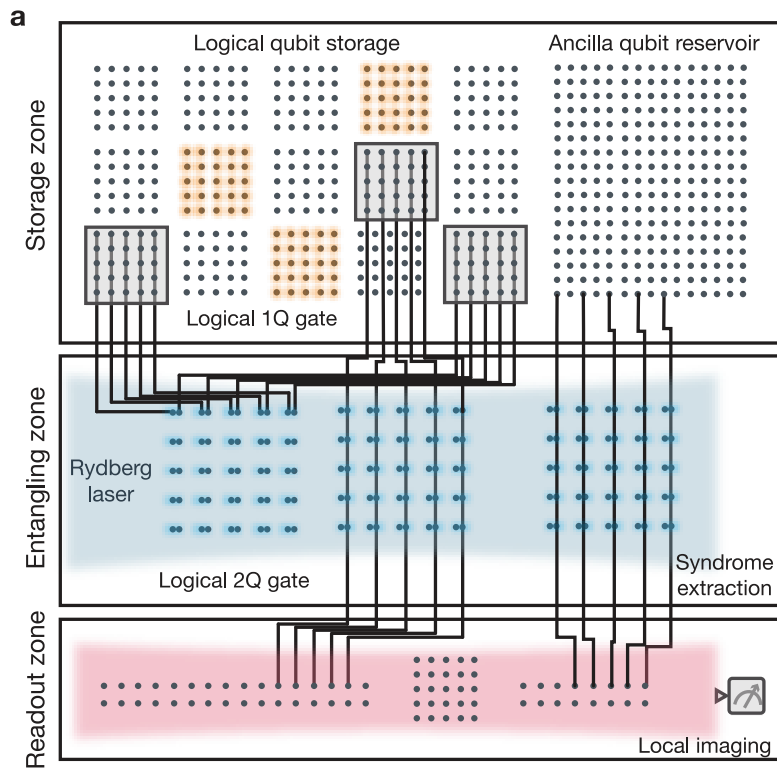 a
Storage zone
Logical qubit storage
Ancilla qubit reservoir
Logical 1Q gate
Entangling zone
Rydberg
laser
Logical 2Q gate
Syndrome
extraction
Readout zone
Local imaging